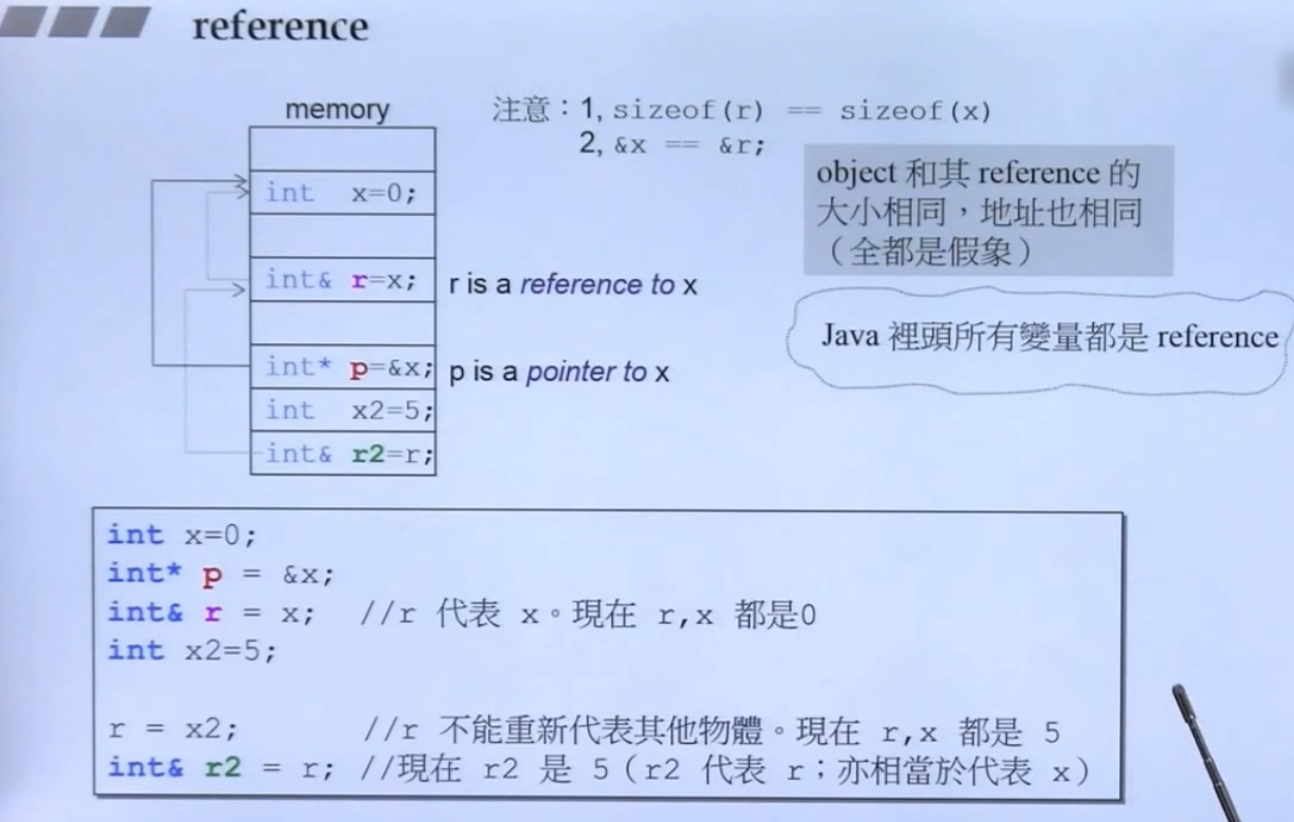 reference
memory
int x=0;
int& r=x;
r is a reference to x
int* p=&x;
p is a pointer to x
int x2=5;
int& r2=r;
注意：1, sizeof(r) == sizeof(x)
2, &x == &r;
object 和其 reference 的
大小相同，地址也相同
（全都是假象）
Java 裡頭所有變量都是 reference
int x=0;
int* p = &x;
int& r = x; //r 代表 x。現在 r,x 都是0
int x2=5;
r = x2; //r 不能重新代表其他物體。現在 r,x 都是 5
int& r2 = r; //現在 r2 是 5（r2 代表 r；亦相當於代表 x）